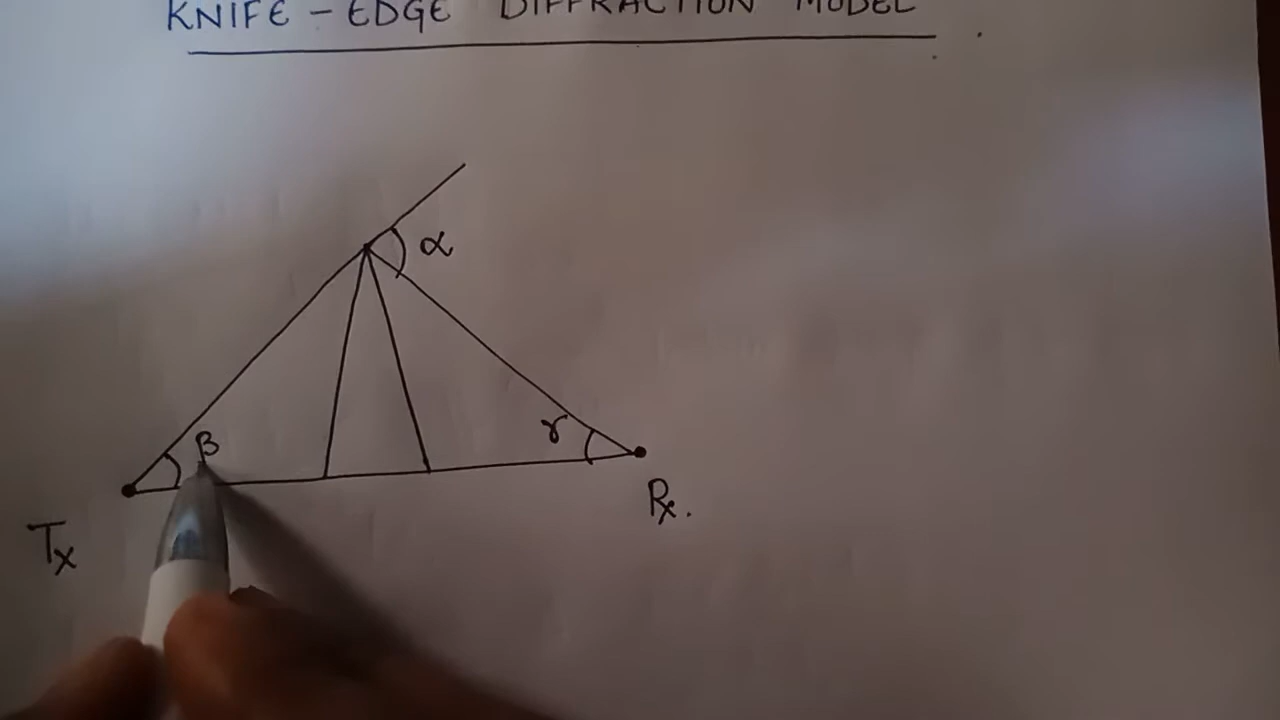 KNIFE - EDGE DIFFRACTION MODEL
α
β
γ
Tx
Rx.